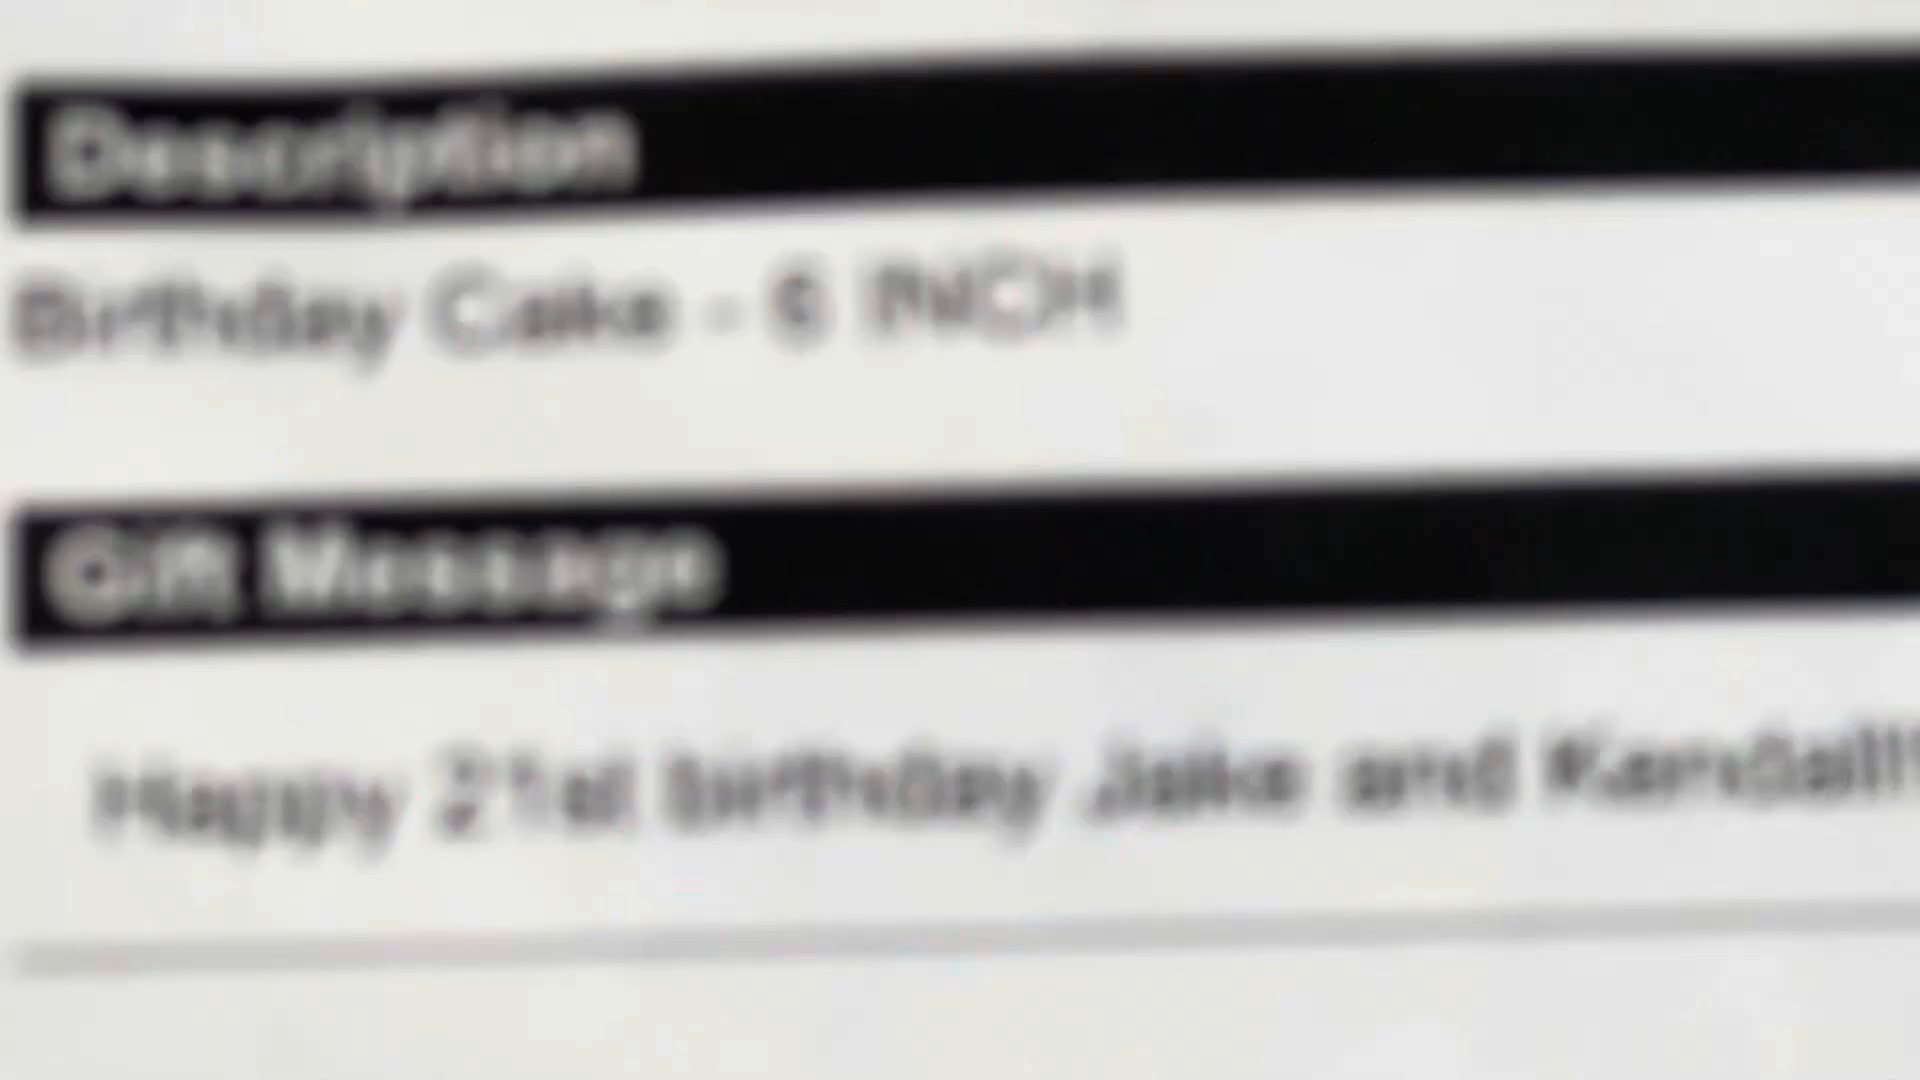 Description
Birthday Cake - 6 INCH
Gift Message
Happy 21st birthday Jake and Kendall!!